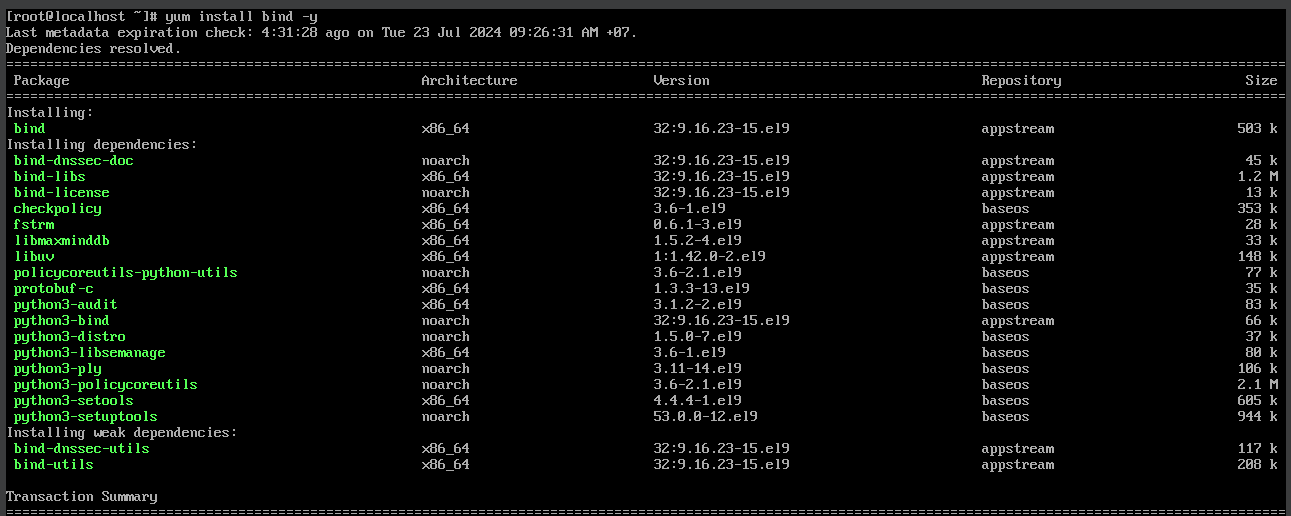 [root@localhost ~]# yum install bind -y
Last metadata expiration check: 4:31:28 ago on Tue 23 Jul 2024 09:26:31 AM +07.
Dependencies resolved.
Package Architecture Version Repository Size
Installing:
bind x86_64 32:9.16.23-15.el9 appstream 503 k
Installing dependencies:
bind-dnssec-doc noarch 32:9.16.23-15.el9 appstream 45 k
bind-libs x86_64 32:9.16.23-15.el9 appstream 1.2 M
bind-license noarch 32:9.16.23-15.el9 appstream 13 k
checkpolicy x86_64 3.6-1.el9 baseos 353 k
fstrm x86_64 0.6.1-3.el9 appstream 28 k
libmaxminddb x86_64 1.5.2-4.el9 appstream 33 k
libuv x86_64 1:1.42.0-2.el9 appstream 148 k
policycoreutils-python-utils noarch 3.6-2.1.el9 baseos 77 k
protobuf-c x86_64 1.3.3-13.el9 baseos 35 k
python3-audit x86_64 3.1.2-2.el9 baseos 83 k
python3-bind noarch 32:9.16.23-15.el9 appstream 66 k
python3-distro noarch 1.5.0-7.el9 baseos 37 k
python3-libsemanage x86_64 3.6-1.el9 baseos 80 k
python3-ply noarch 3.11-14.el9 baseos 106 k
python3-policycoreutils noarch 3.6-2.1.el9 baseos 2.1 M
python3-setools x86_64 4.4.4-1.el9 baseos 605 k
python3-setuptools noarch 53.0.0-12.el9 baseos 944 k
Installing weak dependencies:
bind-dnssec-utils x86_64 32:9.16.23-15.el9 appstream 117 k
bind-utils x86_64 32:9.16.23-15.el9 appstream 208 k
Transaction Summary